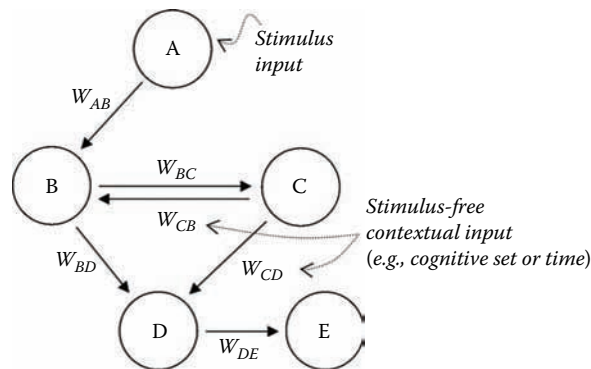 A
Stimulus
input
W_AB
B
W_BC
C
W_CB
Stimulus-free
contextual input
(e.g., cognitive set or time)
W_BD
W_CD
D
E
W_DE